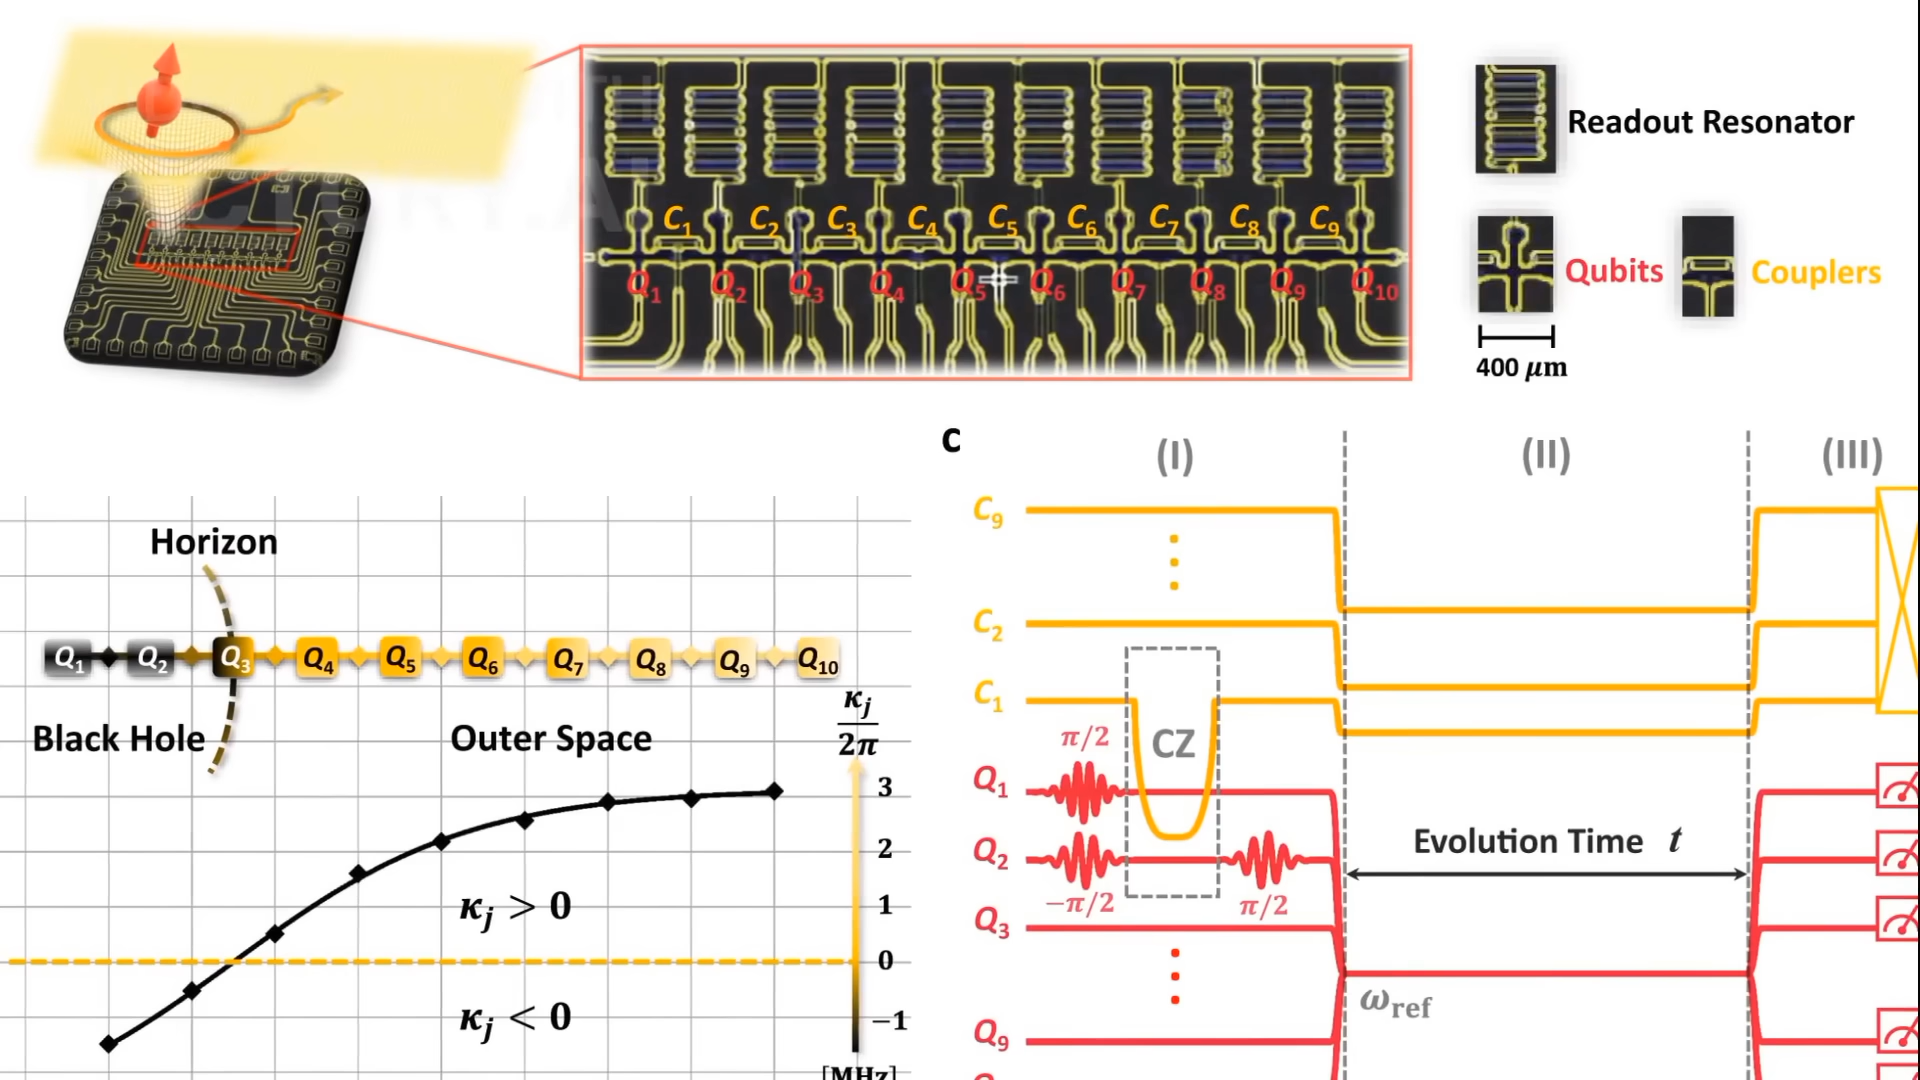 C₁ C₂ C₃ C₄ C₅ C₆ C₇ C₈ C₉
Q₁ Q₂ Q₃ Q₄ Q₅ Q₆ Q₇ Q₈ Q₉ Q₁₀
Readout Resonator
Qubits
Couplers
400 μm
Horizon
Q₁ Q₂ Q₃ Q₄ Q₅ Q₆ Q₇ Q₈ Q₉ Q₁₀
Black Hole
Outer Space
κⱼ
2π
3
2
κⱼ > 0
1
0
κⱼ < 0
−1
[MHz]
c
(I)
(II)
(III)
C₉
C₂
C₁
π/2
CZ
Q₁
Evolution Time t
Q₂
−π/2
π/2
Q₃
ω_ref
Q₉